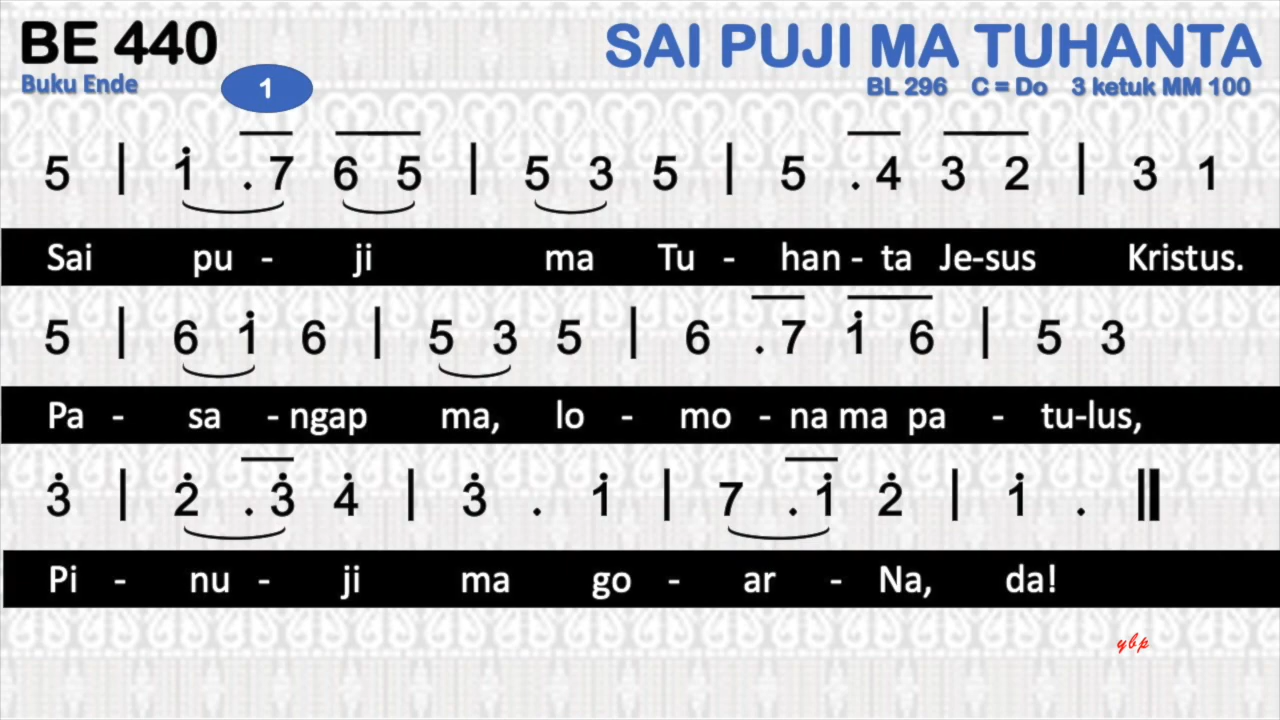 BE 440
SAI PUJI MA TUHANTA
Buku Ende
1
BL 296 C = Do 3 ketuk MM 100
5 | 1̇ . 7 6 5 | 5 3 5 | 5 . 4 3 2 | 3 1
Sai pu - ji ma Tu - han - ta Je-sus Kristus.
5 | 6 1̇ 6 | 5 3 5 | 6 . 7 1̇ 6 | 5 3
Pa - sa - ngap ma, lo - mo - na ma pa - tu-lus,
3̇ | 2̇ . 3̇ 4̇ | 3̇ . 1̇ | 7 . 1̇ 2̇ | 1̇ . ||
Pi - nu - ji ma go - ar - Na, da!
ybp